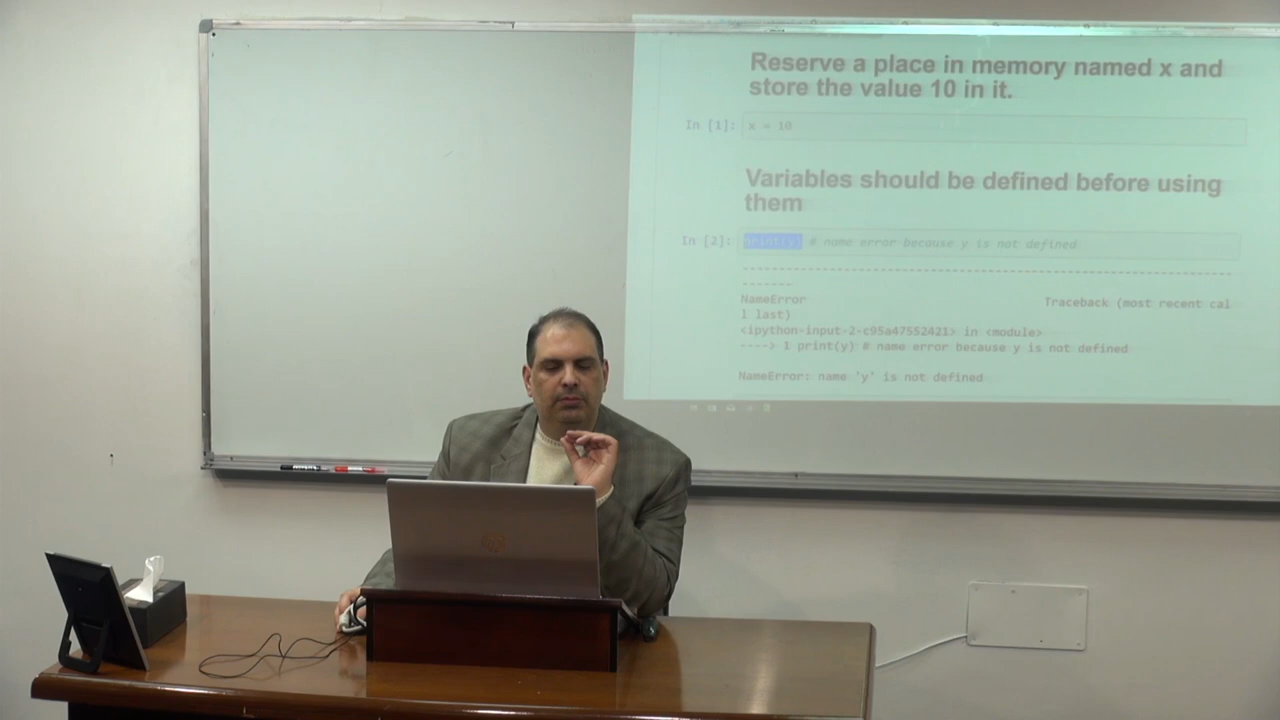 Reserve a place in memory named x and
store the value 10 in it.
In [1]: x = 10
Variables should be defined before using
them
In [2]: print(y) # name error because y is not defined
---------------------------------------------------------------------------
-------
NameError Traceback (most recent cal
l last)
<ipython-input-2-c95a47552421> in <module>
----> 1 print(y) # name error because y is not defined
NameError: name 'y' is not defined
hp